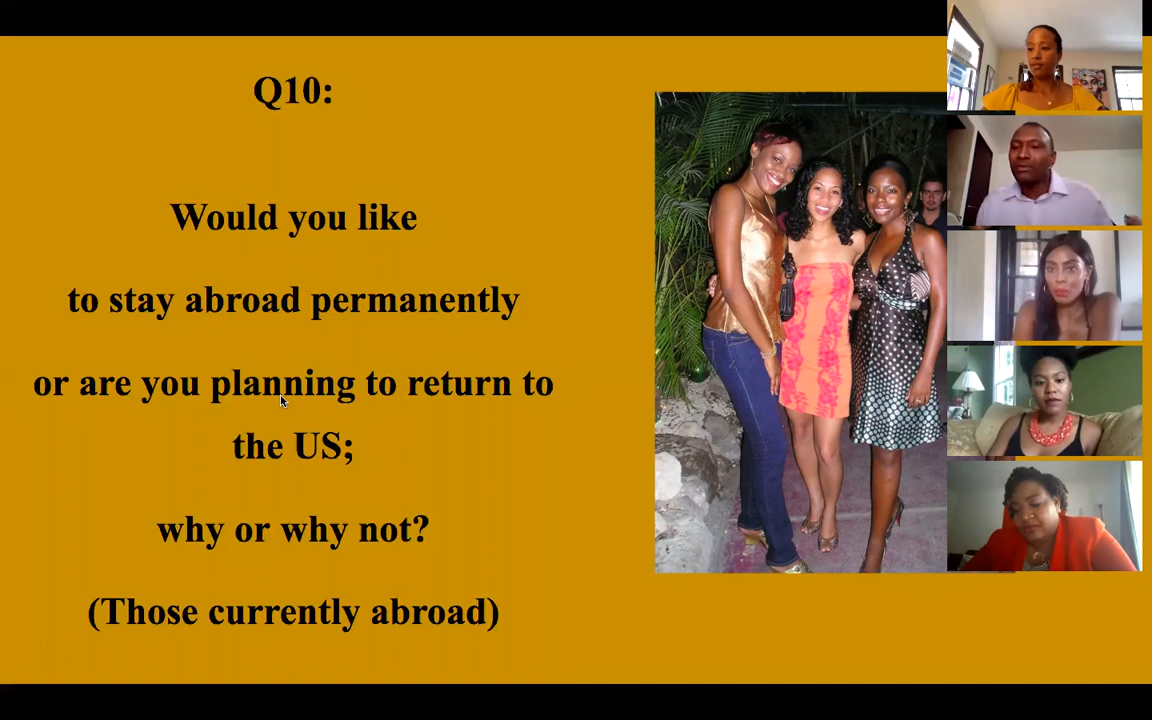 Q10:
Would you like
to stay abroad permanently
or are you planning to return to
the US;
why or why not?
(Those currently abroad)